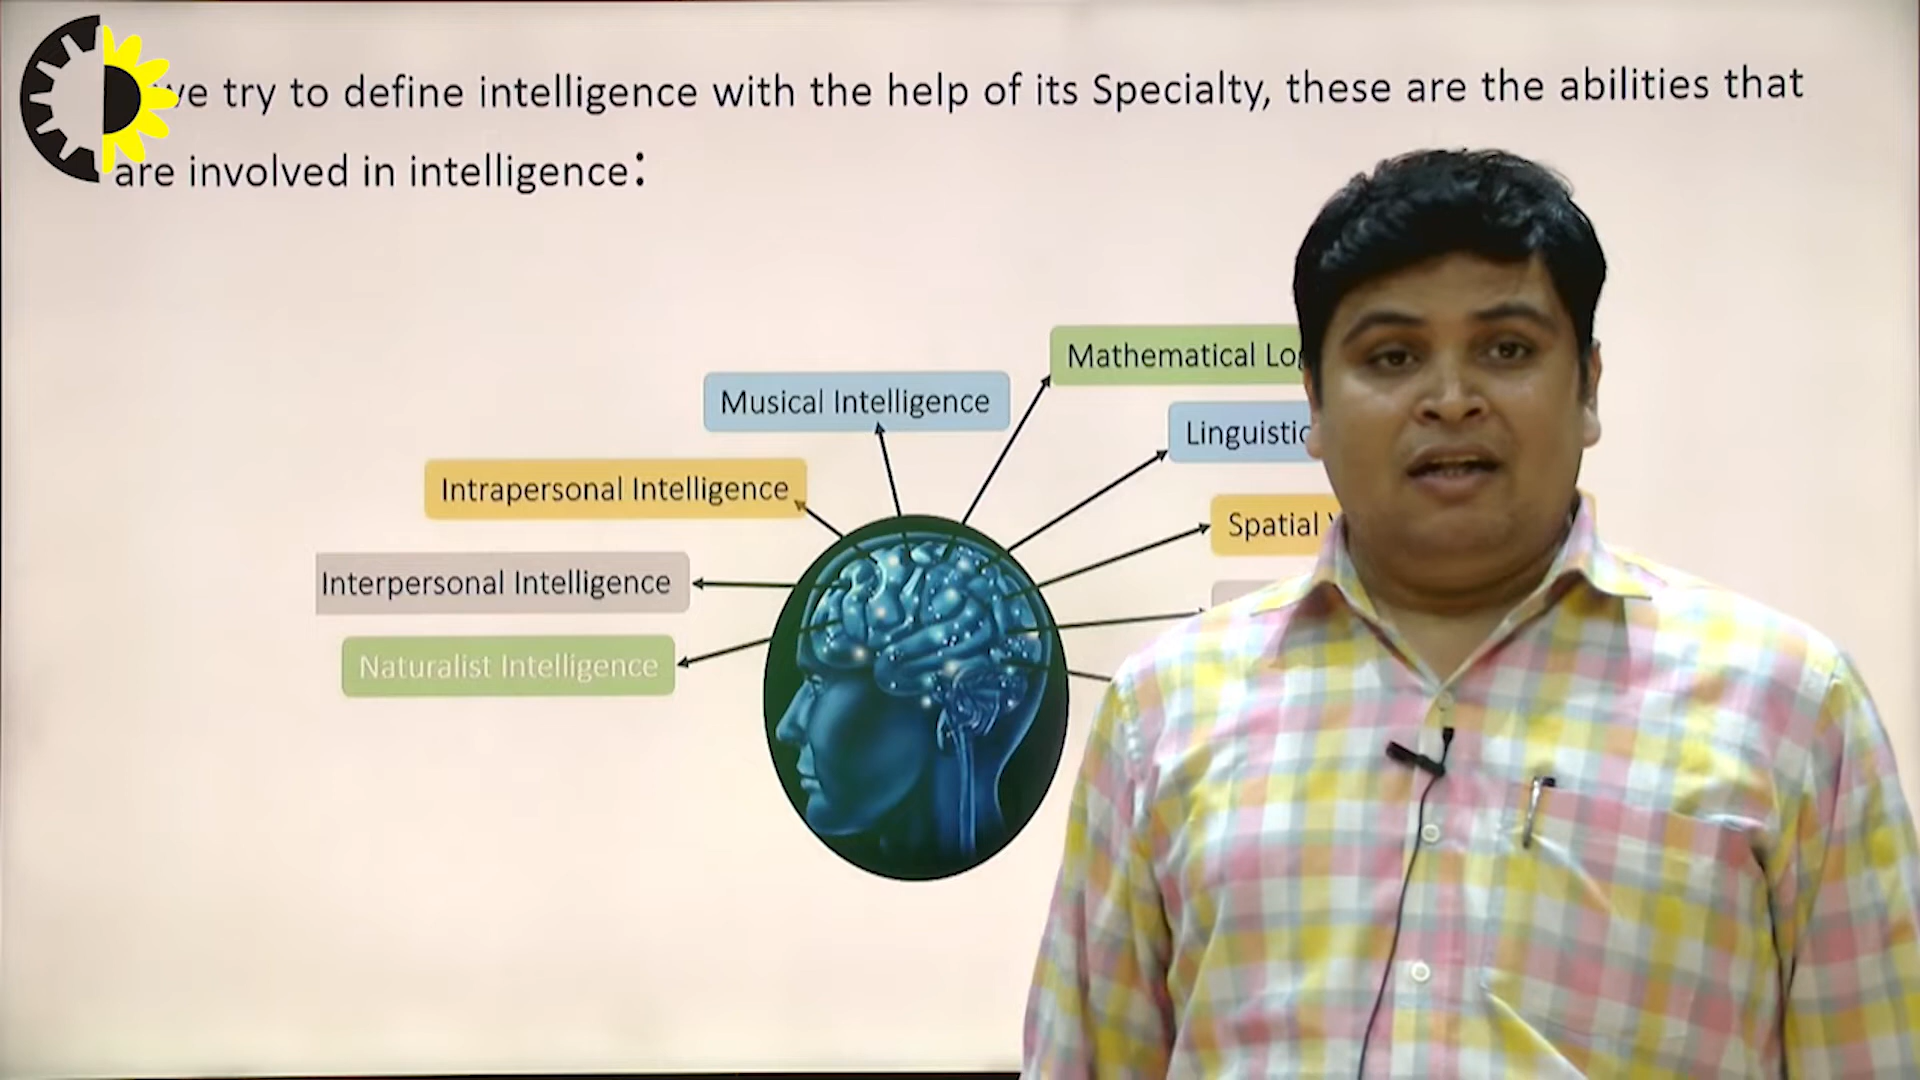 we try to define intelligence with the help of its Specialty, these are the abilities that
are involved in intelligence:
Mathematical
Musical Intelligence
Linguistic
Intrapersonal Intelligence
Spatial
Interpersonal Intelligence
Naturalist Intelligence